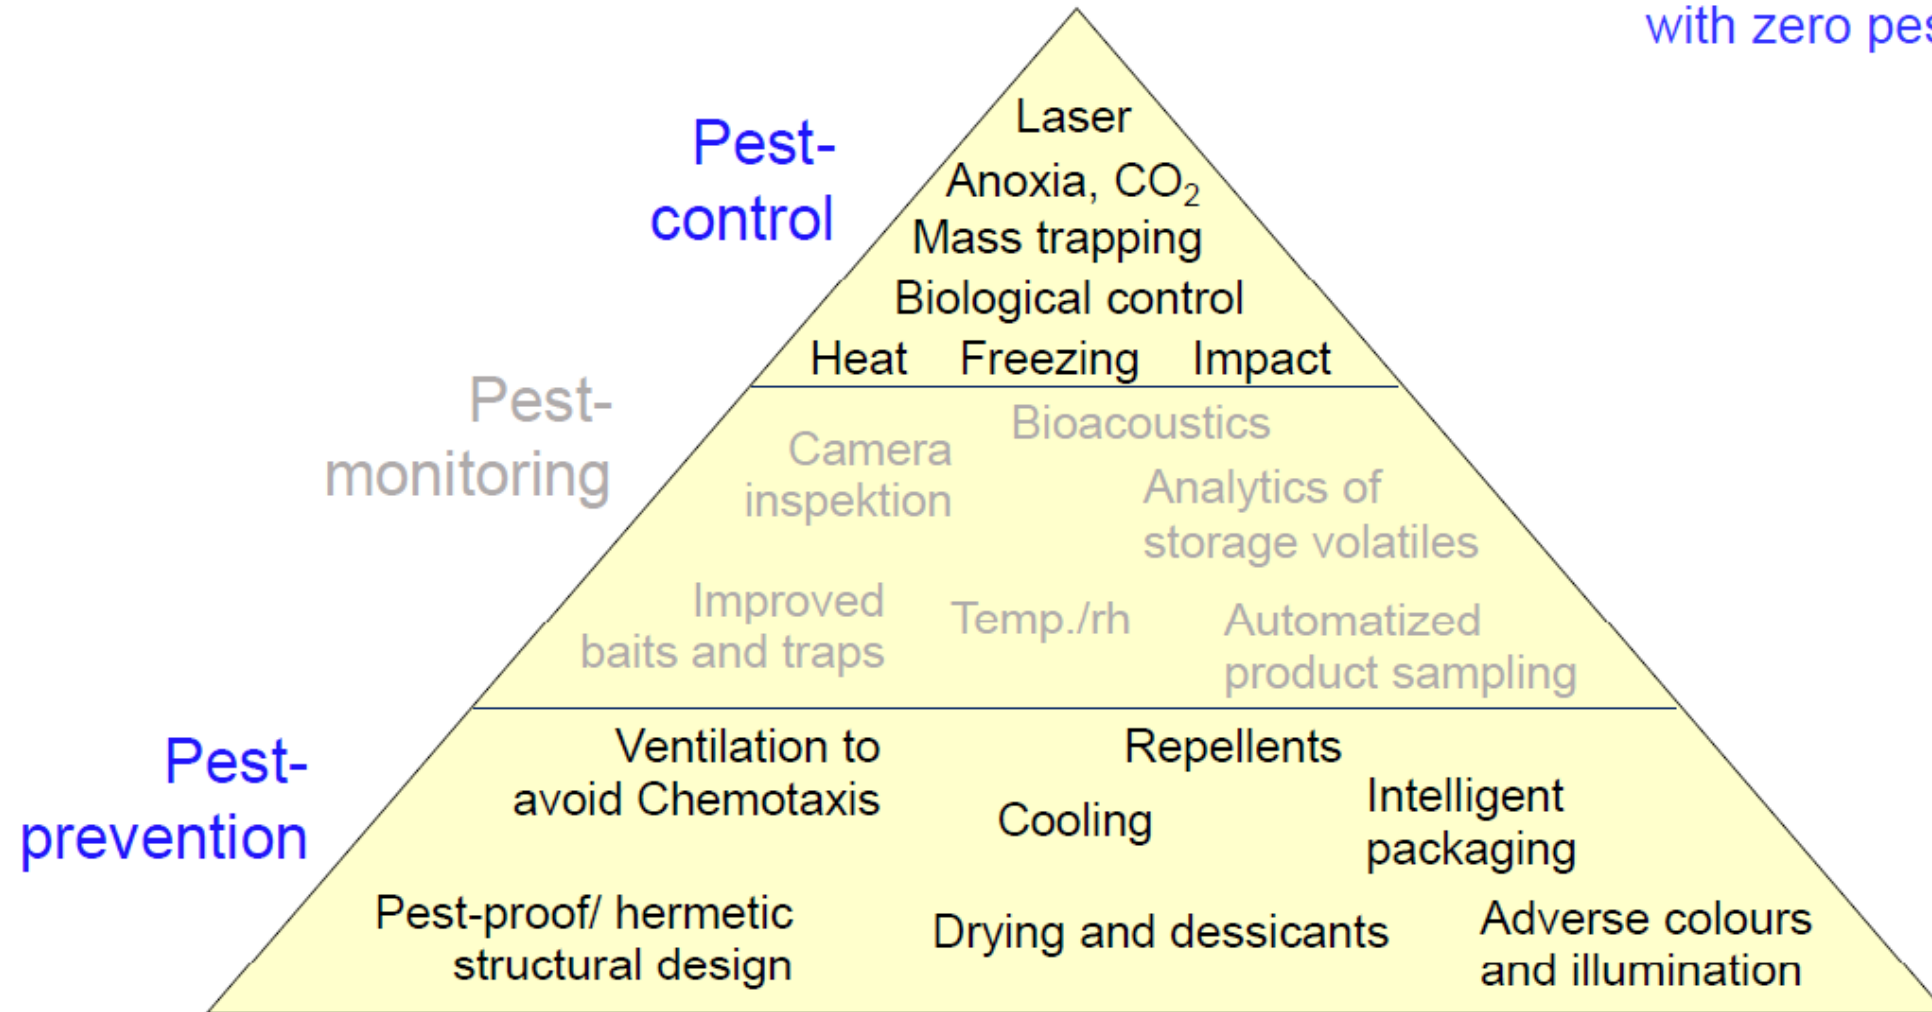 with zero
Pest-
control
Laser
Anoxia, CO₂
Mass trapping
Biological control
Heat Freezing Impact
Pest-
monitoring
Bioacoustics
Camera
inspektion
Analytics of
storage volatiles
Improved
baits and traps
Temp./rh
Automatized
product sampling
Pest-
prevention
Ventilation to
avoid Chemotaxis
Repellents
Cooling
Intelligent
packaging
Pest-proof/ hermetic
structural design
Drying and dessicants
Adverse colours
and illumination